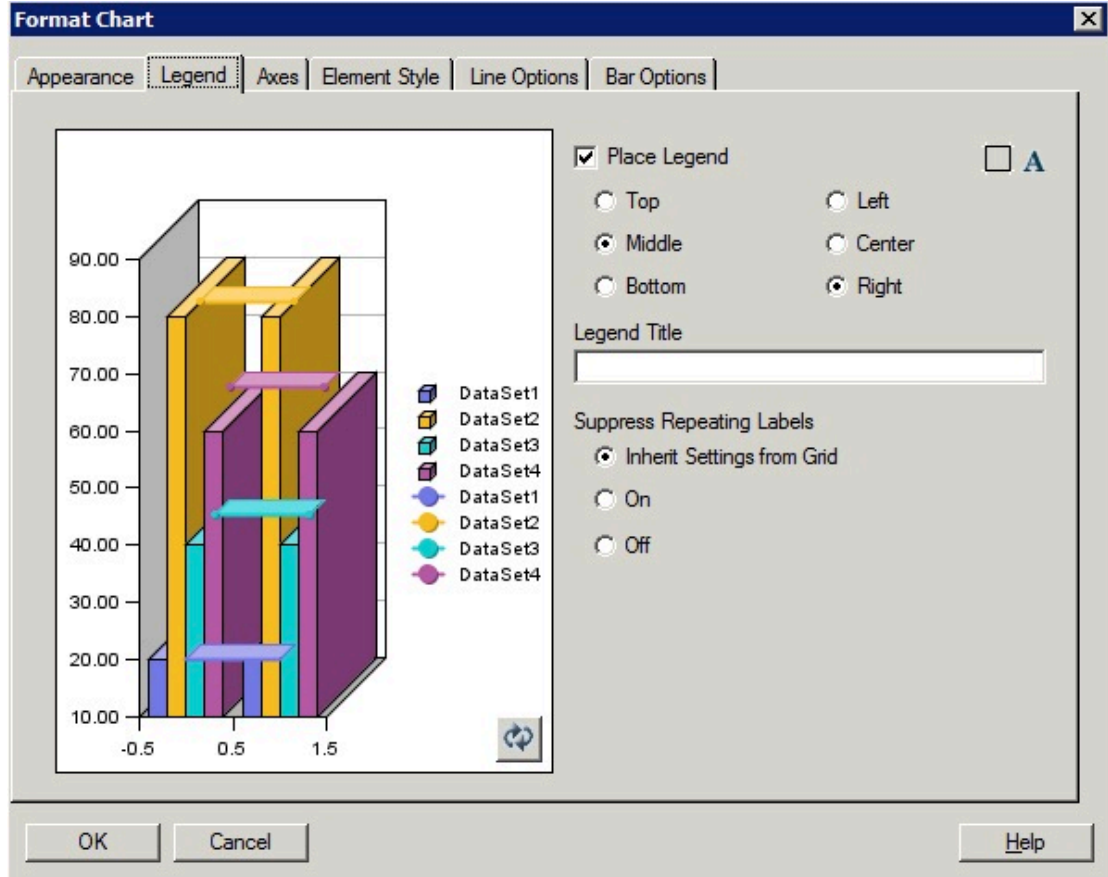 Format Chart
Appearance Legend Axes Element Style Line Options Bar Options
Place Legend A
Top Left
Middle Center
Bottom Right
Legend Title
Suppress Repeating Labels
Inherit Settings from Grid
On
Off
90.00
80.00
70.00
60.00
50.00
40.00
30.00
20.00
10.00
-0.5 0.5 1.5
DataSet1
DataSet2
DataSet3
DataSet4
DataSet1
DataSet2
DataSet3
DataSet4
OK Cancel Help